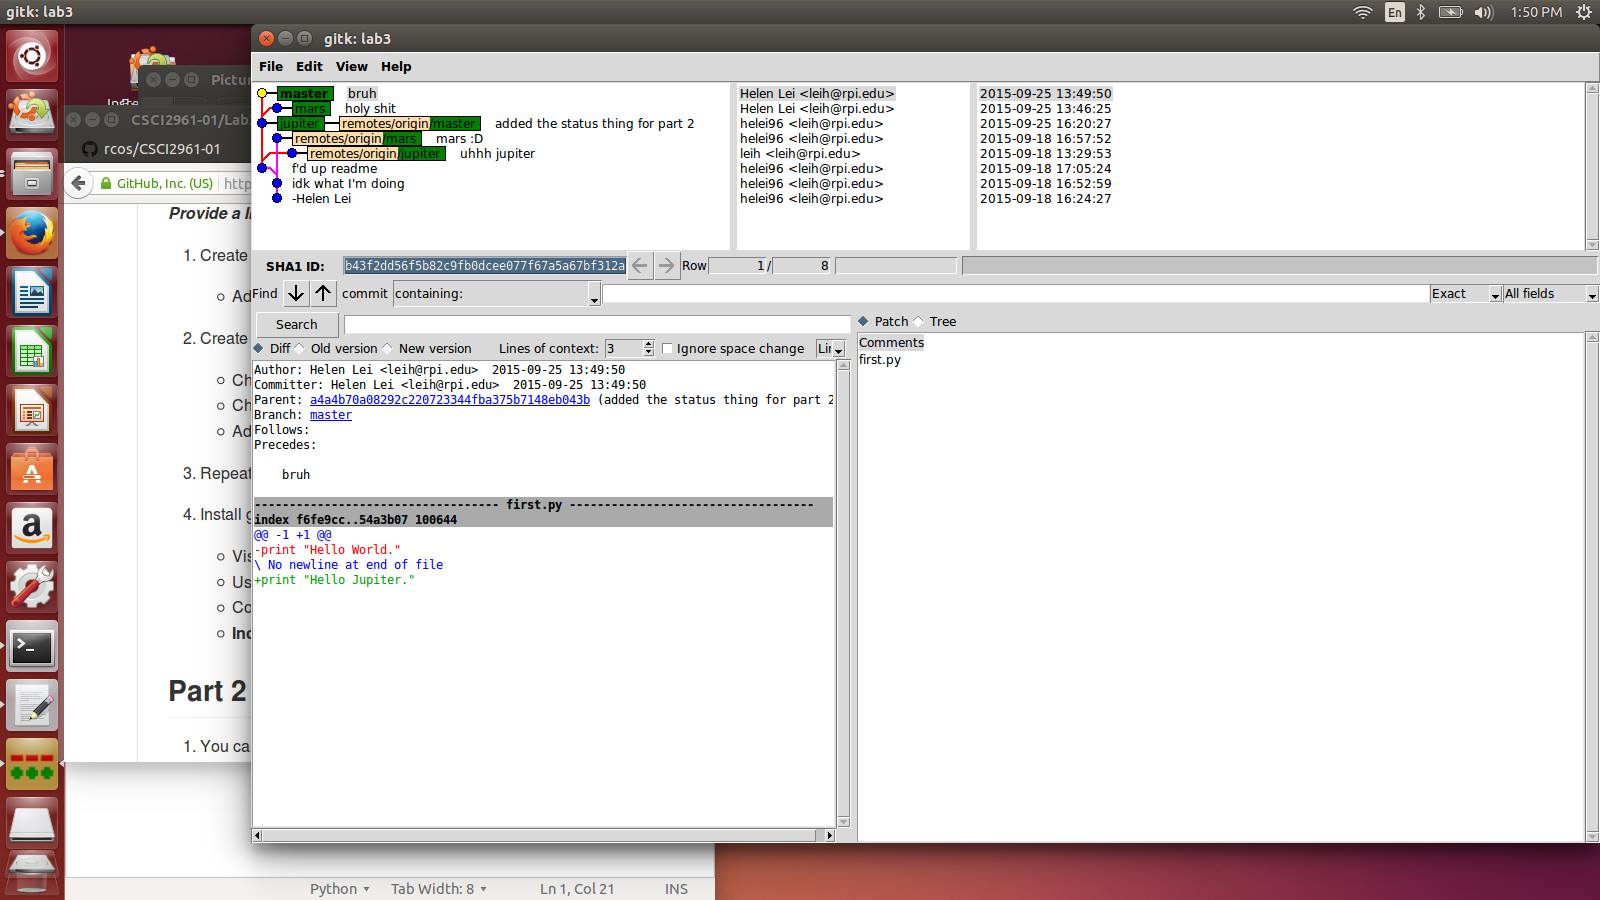 gitk: lab3
En
1:50 PM
gitk: lab3
File Edit View Help
master bruh Helen Lei <leih@rpi.edu> 2015-09-25 13:49:50
mars holy shit Helen Lei <leih@rpi.edu> 2015-09-25 13:46:25
jupiter remotes/origin/master added the status thing for part 2 helei96 <leih@rpi.edu> 2015-09-25 16:20:27
remotes/origin/mars mars :D helei96 <leih@rpi.edu> 2015-09-18 16:57:52
remotes/origin/jupiter uhhh jupiter leih <leih@rpi.edu> 2015-09-18 13:29:53
f'd up readme helei96 <leih@rpi.edu> 2015-09-18 17:05:24
idk what I'm doing helei96 <leih@rpi.edu> 2015-09-18 16:52:59
-Helen Lei helei96 <leih@rpi.edu> 2015-09-18 16:24:27
SHA1 ID: b43f2dd56f5b82c9fb0dcee077f67a5a67bf312a Row 1 / 8
Find commit containing: Exact All fields
Search
Diff Old version New version Lines of context: 3 Ignore space change
Author: Helen Lei <leih@rpi.edu> 2015-09-25 13:49:50
Committer: Helen Lei <leih@rpi.edu> 2015-09-25 13:49:50
Parent: a4a4b70a08292c220723344fba375b7148eb043b (added the status thing for part 2
Branch: master
Follows:
Precedes:
bruh
---------------------------------- first.py ----------------------------------
index f6fe9cc..54a3b07 100644
@@ -1 +1 @@
-print "Hello World."
\ No newline at end of file
+print "Hello Jupiter."
Patch Tree
Comments
first.py
Pictur
CSCI2961-01/Lab
rcos/CSCI2961-01
GitHub, Inc. (US) http
Provide a
1. Create
Ad
2. Create
Ch
Ch
Ad
3. Repeat
4. Install g
Vis
Us
Co
Inc
Part 2
1. You ca
Python Tab Width: 8 Ln 1, Col 21 INS